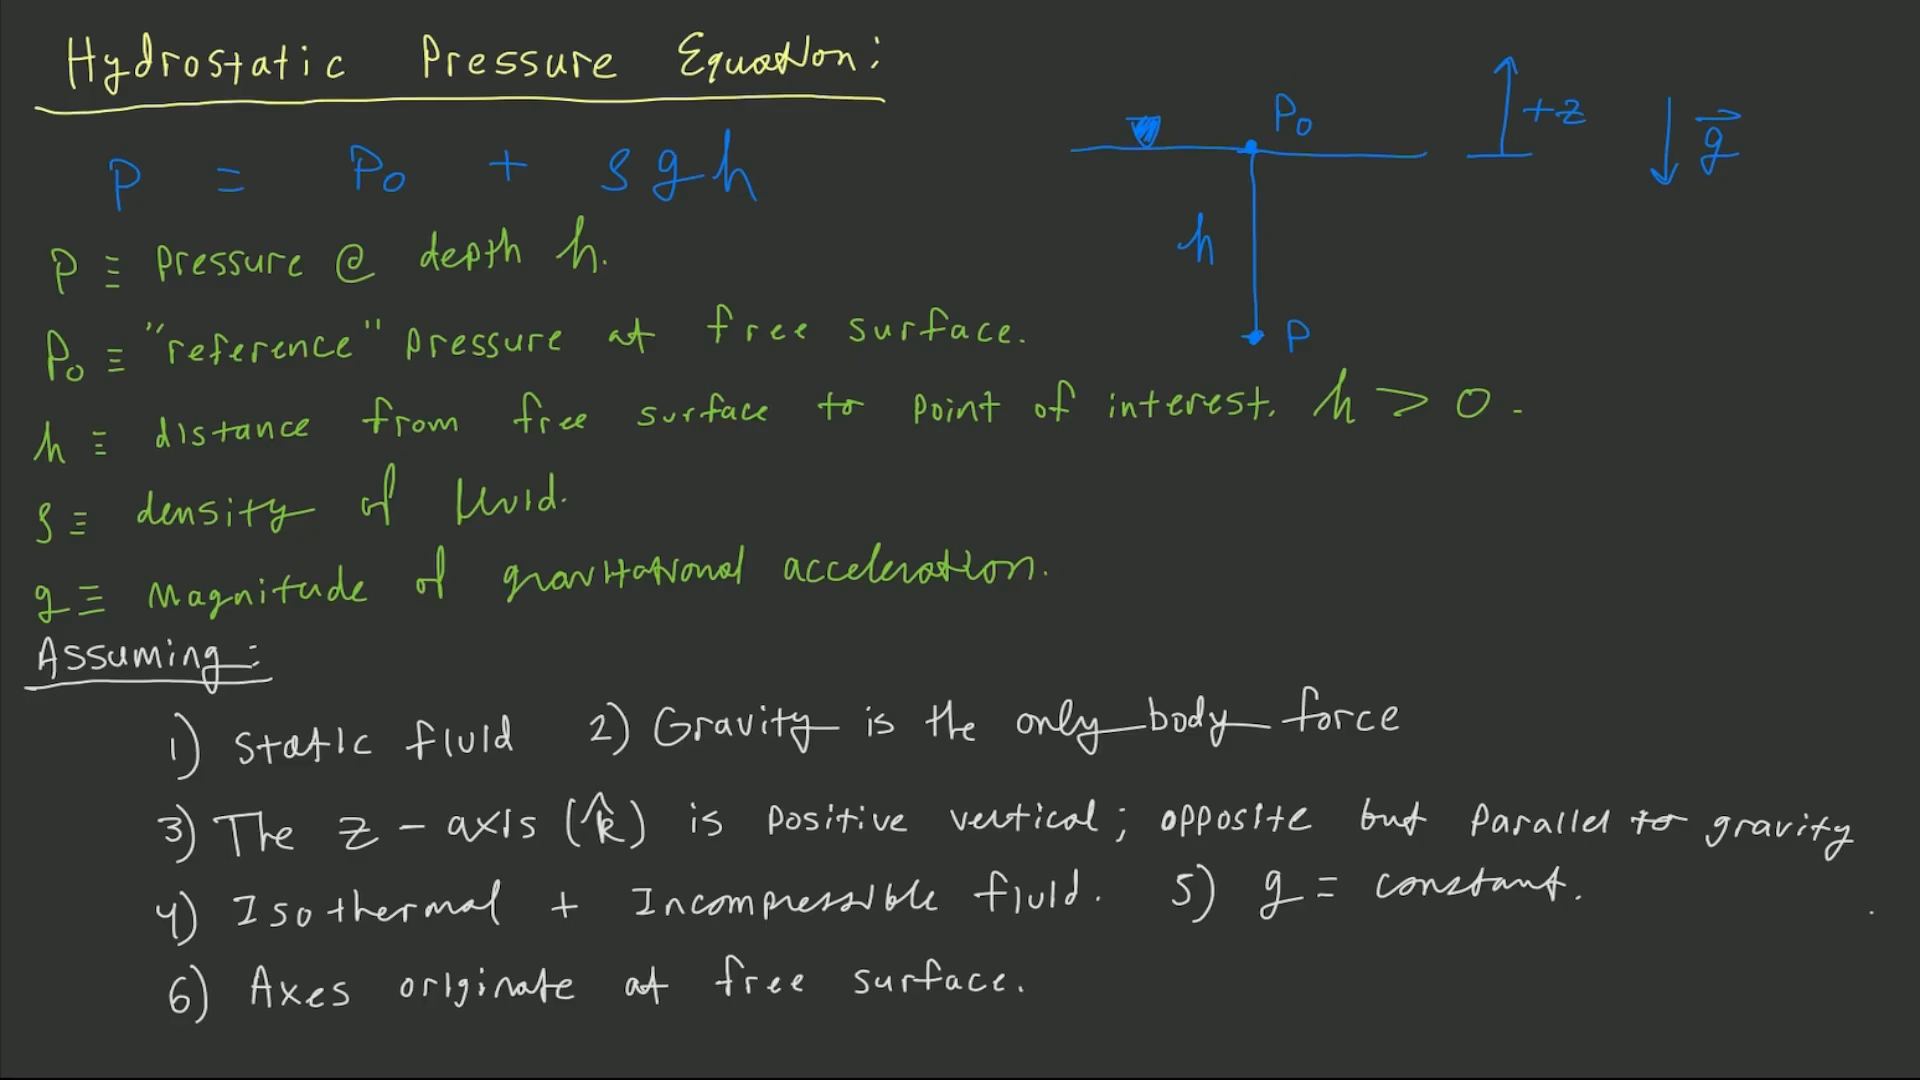 Hydrostatic Pressure Equation:
P = P₀ + ρgh
P ≡ Pressure @ depth h.
P₀ ≡ "reference" pressure at free surface.
h ≡ distance from free surface to point of interest. h > 0.
ρ ≡ density of fluid.
g ≡ Magnitude of gravitational acceleration.
P₀
+z
g⃗
h
P
Assuming:
1) Static fluid 2) Gravity is the only body force
3) The z-axis (k̂) is positive vertical; opposite but parallel to gravity
4) Isothermal + Incompressible fluid. 5) g = constant.
6) Axes originate at free surface.